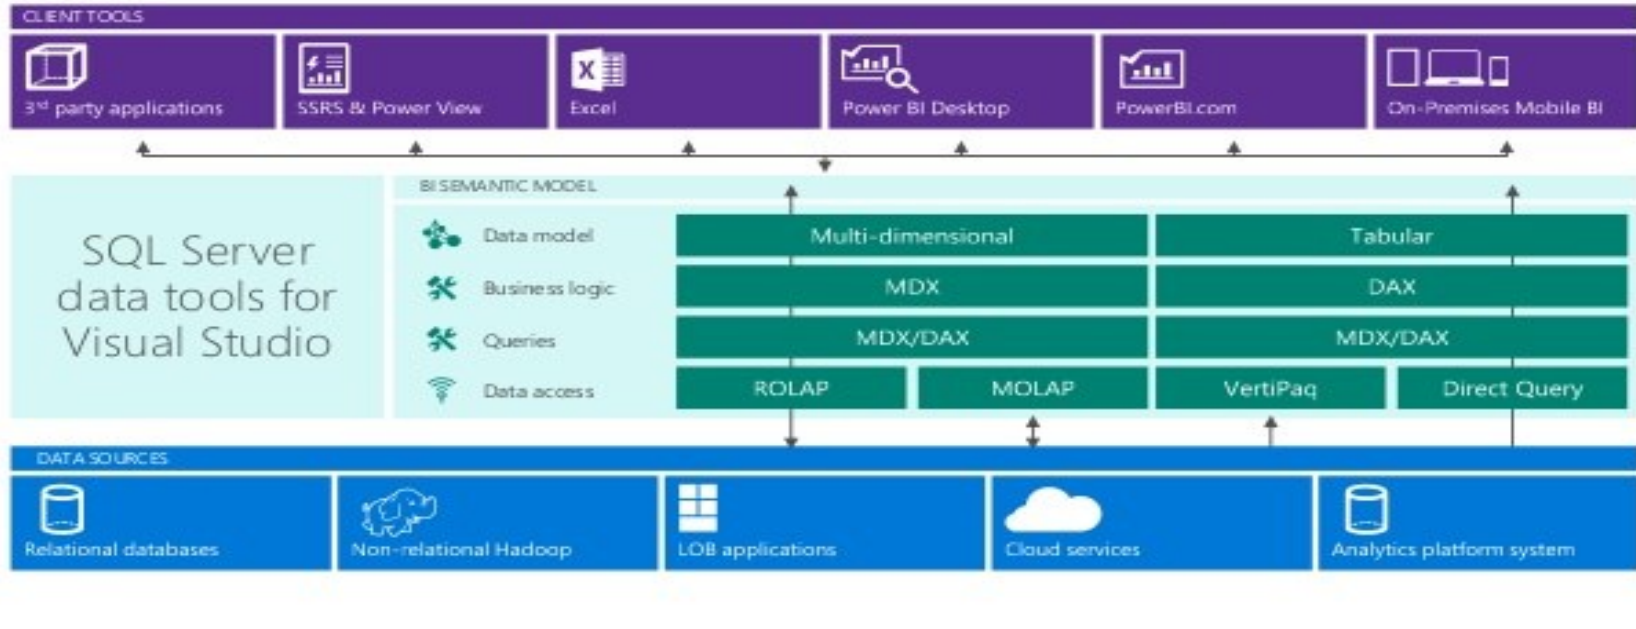 CLIENT TOOLS
3rd party applications
SSRS & Power View
Excel
Power BI Desktop
PowerBI.com
On-Premises Mobile BI
SQL Server
data tools for
Visual Studio
BI SEMANTIC MODEL
Data model
Multi-dimensional
Tabular
Business logic
MDX
DAX
Queries
MDX/DAX
MDX/DAX
Data access
ROLAP
MOLAP
VertiPaq
Direct Query
DATA SOURCES
Relational databases
Non-relational Hadoop
LOB applications
Cloud services
Analytics platform system